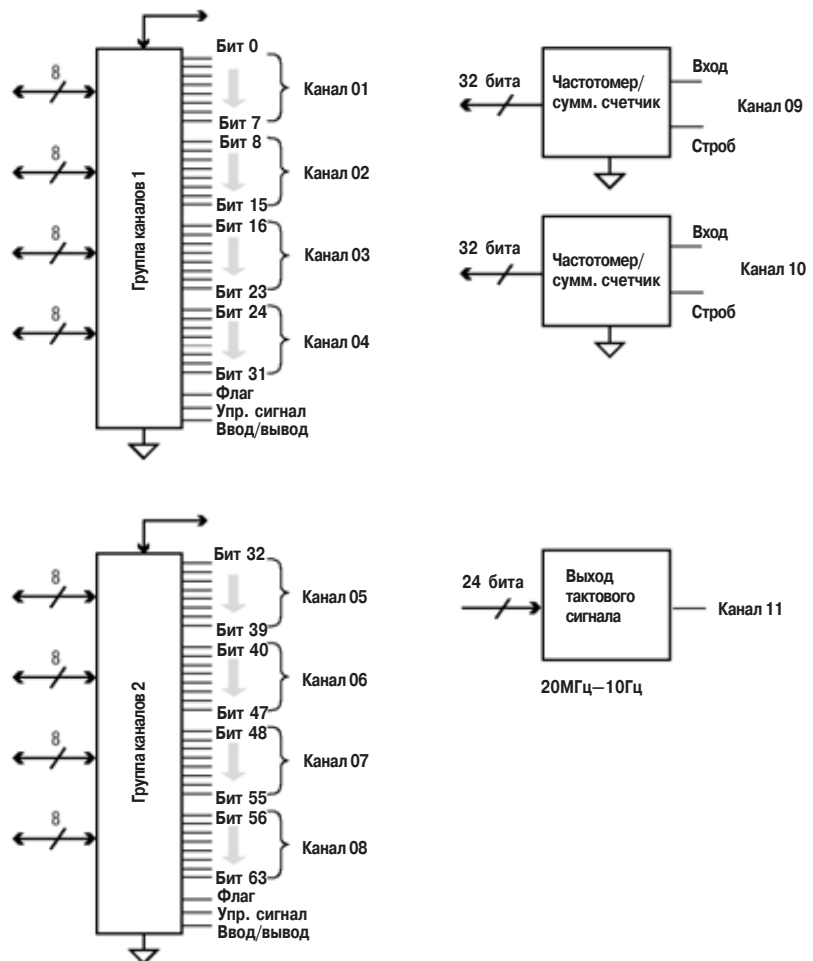 Бит 0
8
Канал 01
Бит 7
Бит 8
8
Канал 02
Бит 15
Бит 16
8
Канал 03
Бит 23
Бит 24
8
Канал 04
Бит 31
Флаг
Упр. сигнал
Ввод/вывод
Группа каналов 1
32 бита
Частотомер/
сумм. счетчик
Вход
Канал 09
Строб
32 бита
Частотомер/
сумм. счетчик
Вход
Канал 10
Строб
Бит 32
8
Канал 05
Бит 39
Бит 40
8
Канал 06
Бит 47
Бит 48
8
Канал 07
Бит 55
Бит 56
8
Канал 08
Бит 63
Флаг
Упр. сигнал
Ввод/вывод
Группа каналов 2
24 бита
Выход
тактового
сигнала
Канал 11
20МГц—10Гц